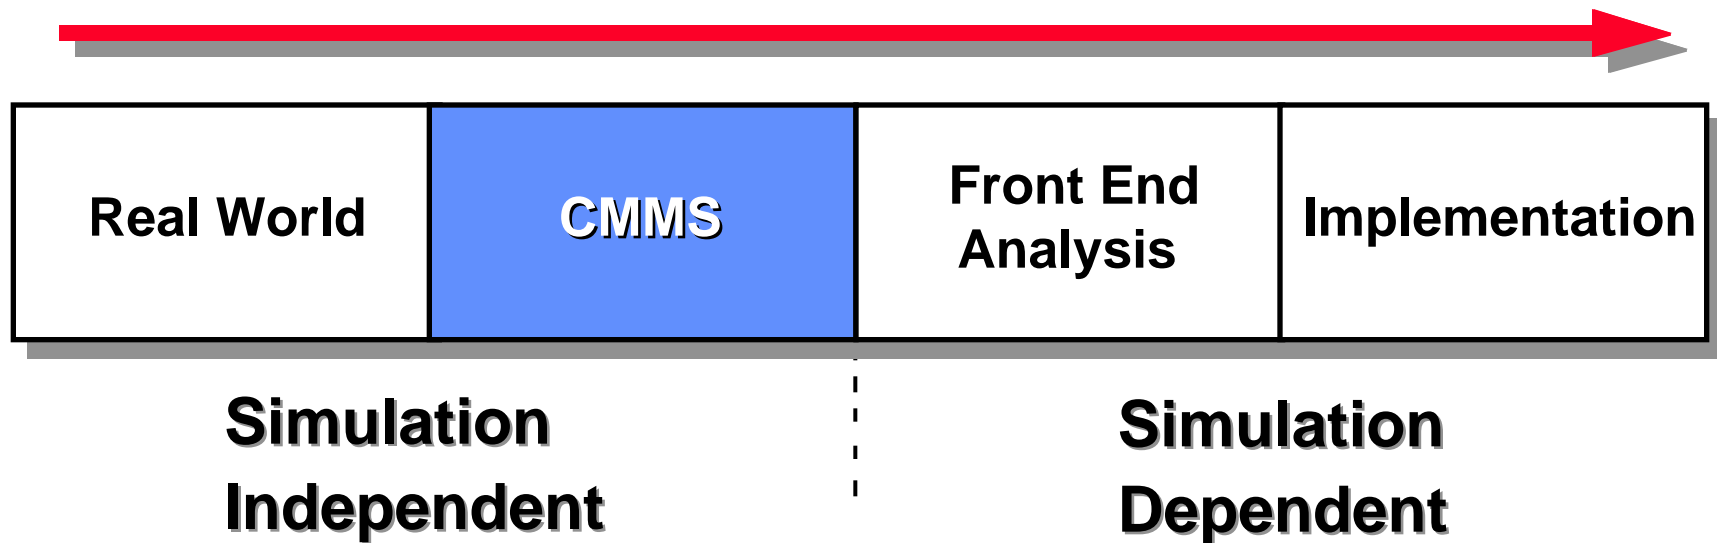 Real World
CMMS
Front End
Analysis
Implementation
Simulation
Independent
Simulation
Dependent